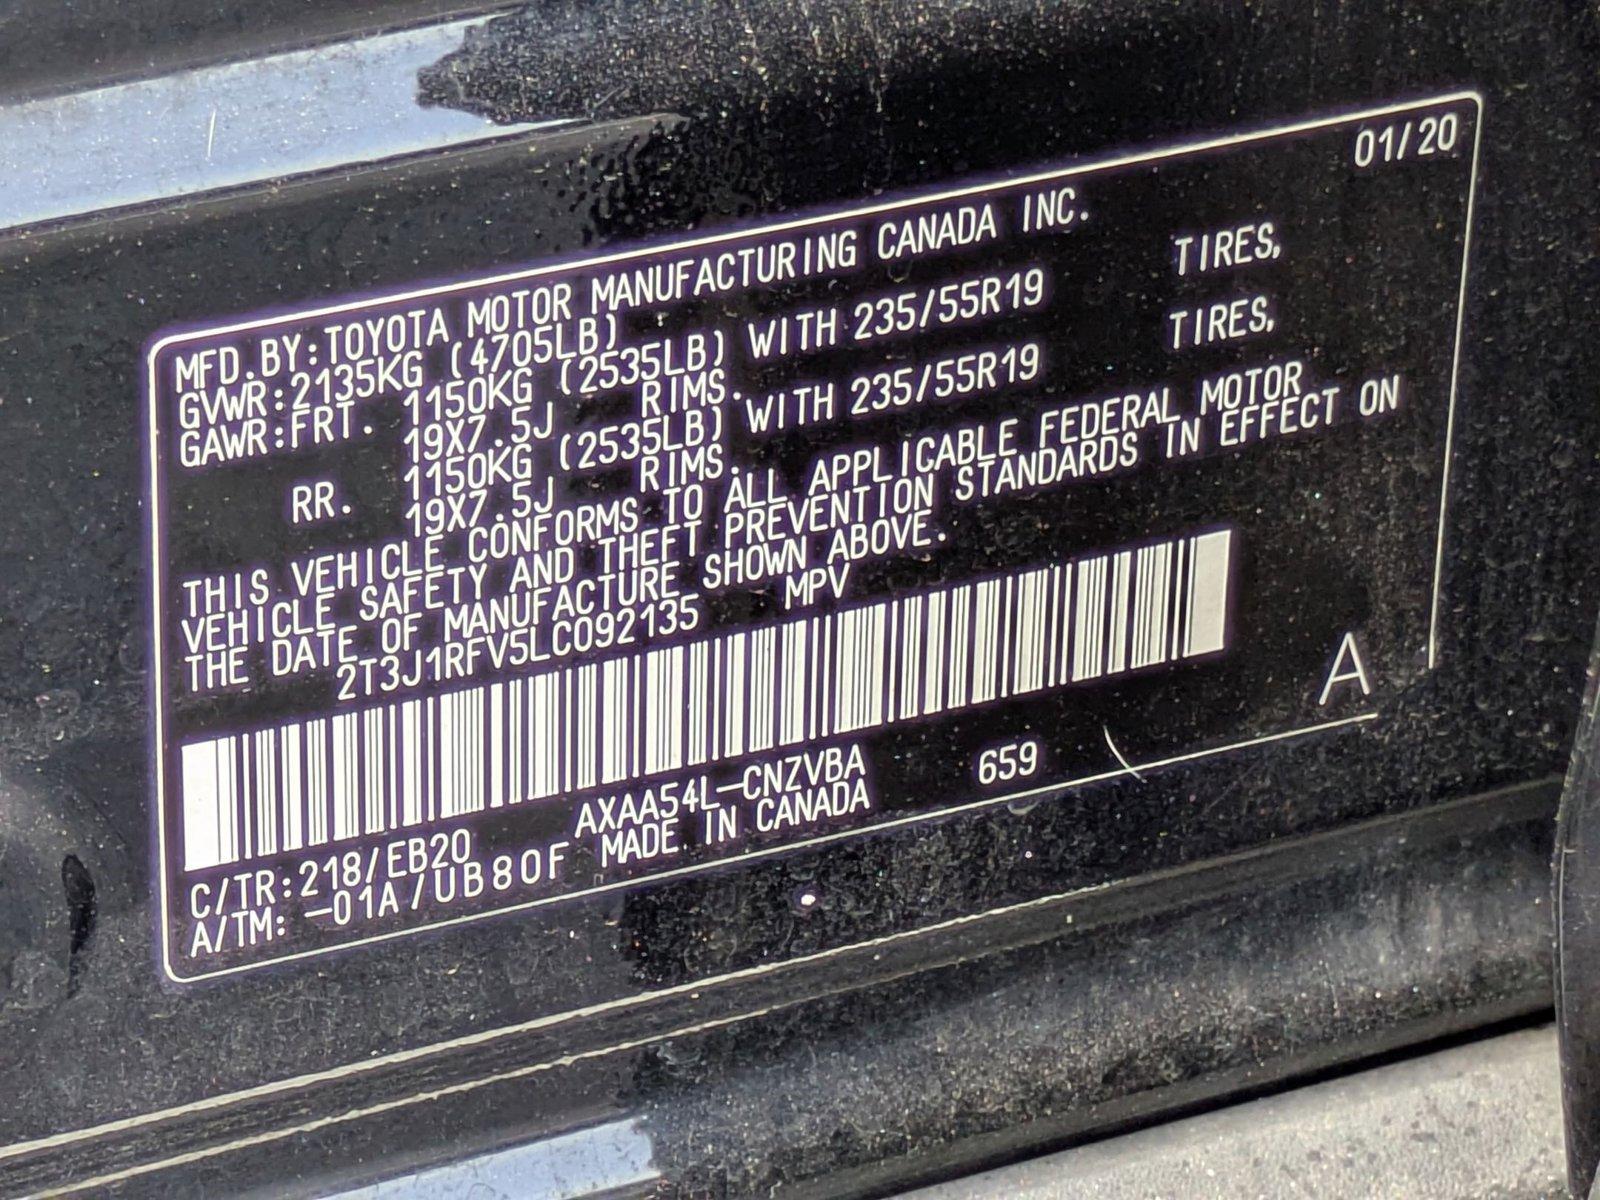 01/20
MFD.BY:TOYOTA MOTOR MANUFACTURING CANADA INC.
GVWR:2135KG (4705LB)
GAWR:FRT. 1150KG (2535LB) WITH 235/55R19 TIRES,
19X7.5J RIMS.
RR. 1150KG (2535LB) WITH 235/55R19 TIRES,
19X7.5J RIMS.
THIS VEHICLE CONFORMS TO ALL APPLICABLE FEDERAL MOTOR
VEHICLE SAFETY AND THEFT PREVENTION STANDARDS IN EFFECT ON
THE DATE OF MANUFACTURE SHOWN ABOVE.
2T3J1RFV5LC092135 MPV
A
AXAA54L-CNZVBA 659
C/TR:218/EB20 MADE IN CANADA
A/TM: -01A/UB80F